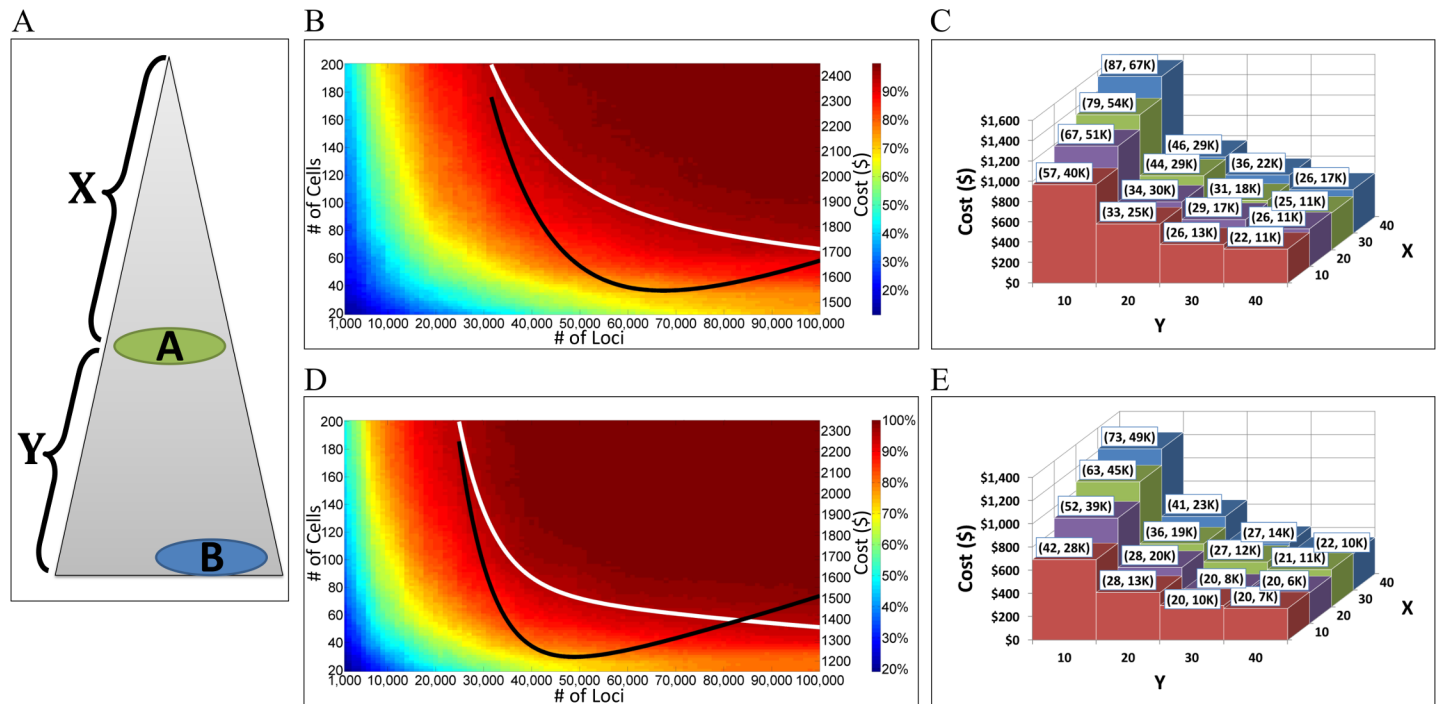 A
X
A
Y
B
B
# of Cells
200
180
160
140
120
100
80
60
40
20
1,000 10,000 20,000 30,000 40,000 50,000 60,000 70,000 80,000 90,000 100,000
# of Loci
2400
2300
2200
2100
2000
1900
1800
1700
1600
1500
Cost ($)
90%
80%
70%
60%
50%
40%
30%
20%
C
Cost ($)
$1,600
$1,400
$1,200
$1,000
$800
$600
$400
$200
$0
(87, 67K)
(79, 54K)
(67, 51K)
(57, 40K)
(46, 29K)
(44, 29K)
(34, 30K)
(33, 25K)
(36, 22K)
(31, 18K)
(29, 17K)
(26, 13K)
(26, 17K)
(25, 11K)
(26, 11K)
(22, 11K)
10 20 30 40
Y
10
20
30
40
X
D
# of Cells
200
180
160
140
120
100
80
60
40
20
1,000 10,000 20,000 30,000 40,000 50,000 60,000 70,000 80,000 90,000 100,000
# of Loci
2300
2200
2100
2000
1900
1800
1700
1600
1500
1400
1300
1200
Cost ($)
100%
90%
80%
70%
60%
50%
40%
30%
20%
E
Cost ($)
$1,400
$1,200
$1,000
$800
$600
$400
$200
$0
(73, 49K)
(63, 45K)
(52, 39K)
(42, 28K)
(41, 23K)
(36, 19K)
(28, 20K)
(28, 13K)
(27, 14K)
(27, 12K)
(20, 8K)
(20, 10K)
(22, 10K)
(21, 11K)
(20, 6K)
(20, 7K)
10 20 30 40
Y
10
20
30
40
X